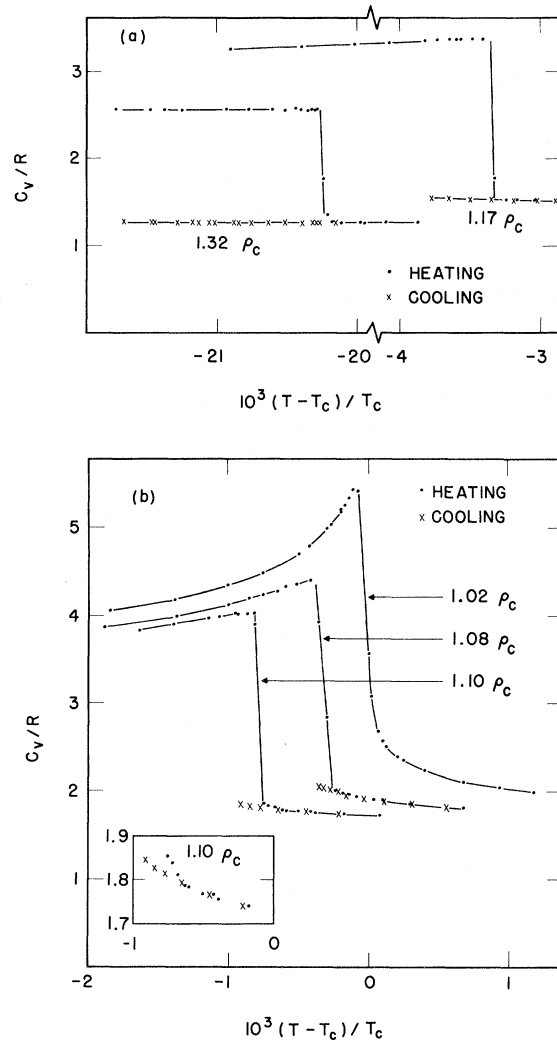 (a)
3
2
1
C_v/R
1.32 ρ_c
1.17 ρ_c
• HEATING
x COOLING
-21
-20 -4
-3
10³ (T-T_c)/T_c
(b)
• HEATING
x COOLING
5
4
3
2
1
C_v/R
1.02 ρ_c
1.08 ρ_c
1.10 ρ_c
1.10 ρ_c
1.9
1.8
1.7
-1
0
-2
-1
0
1
10³ (T-T_c)/T_c